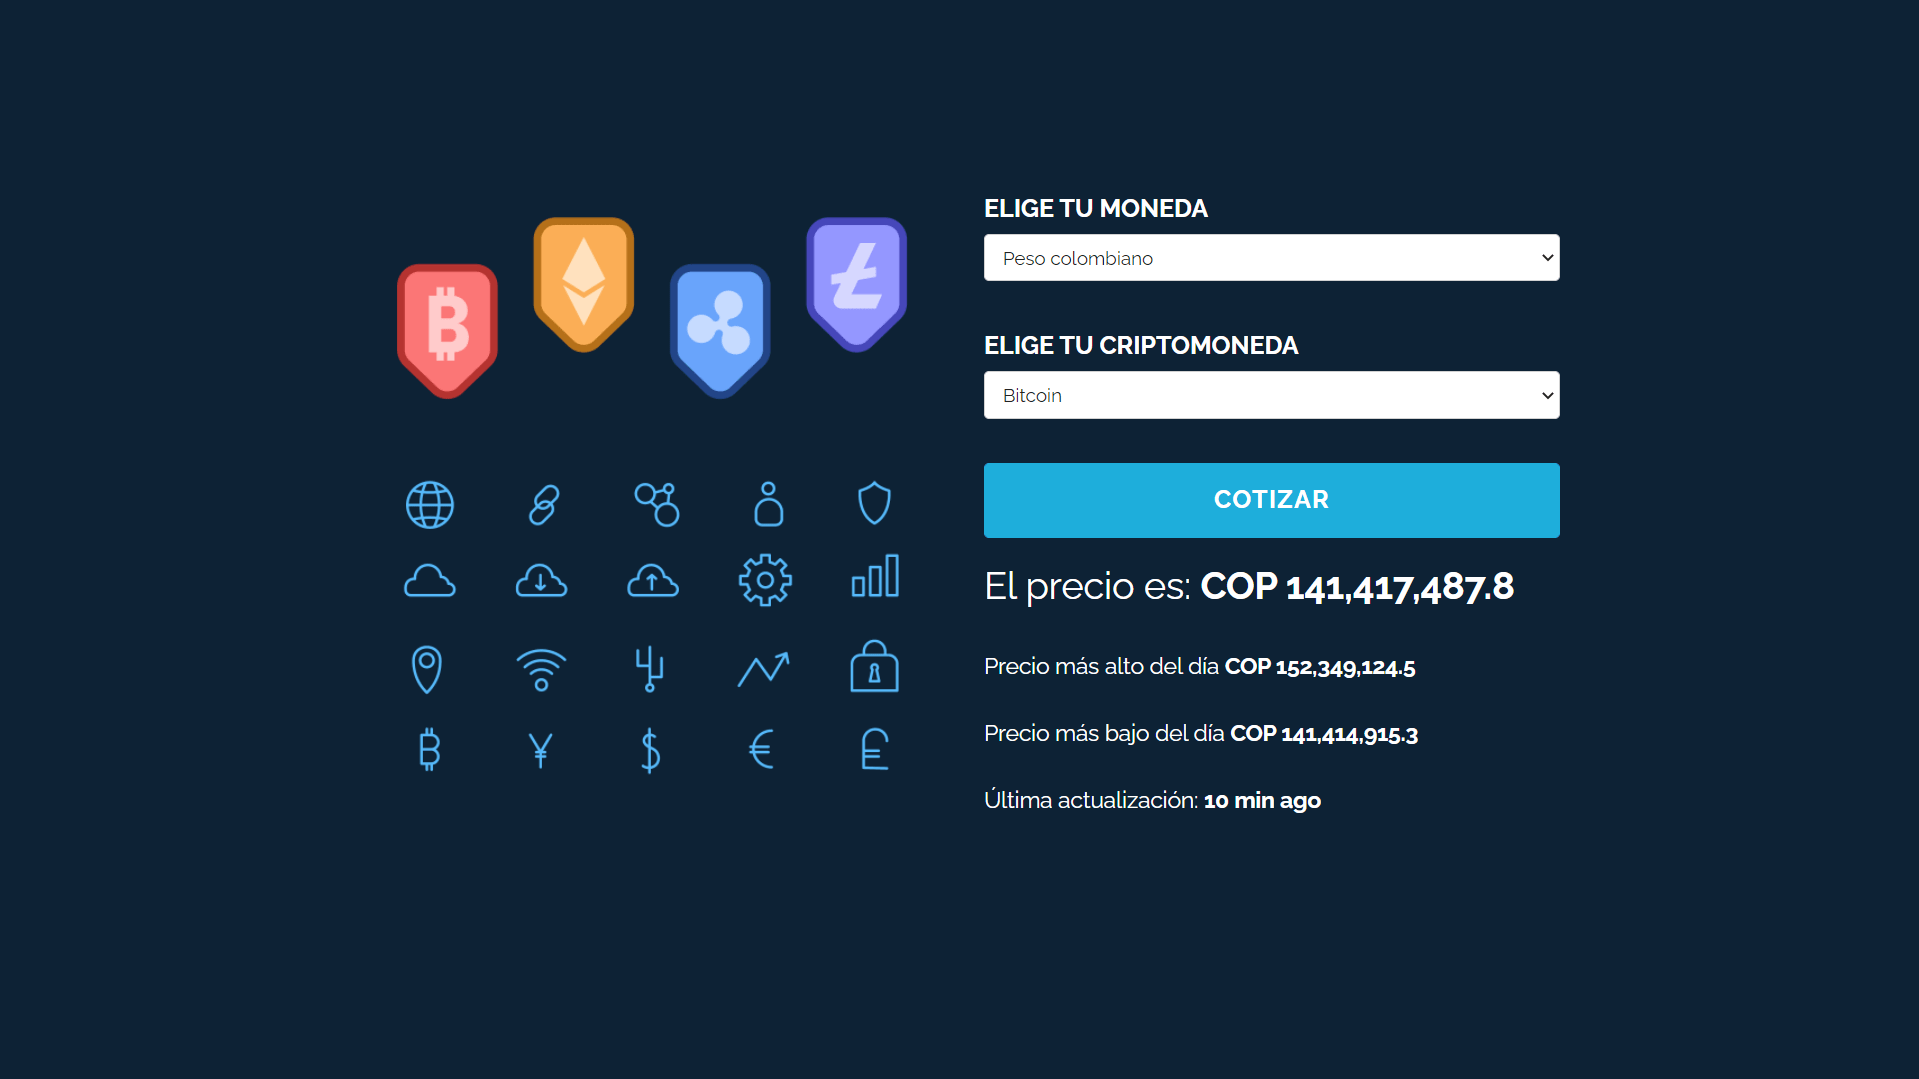 ELIGE TU MONEDA
Peso colombiano
ELIGE TU CRIPTOMONEDA
Bitcoin
COTIZAR
El precio es: COP 141,417,487.8
Precio más alto del día COP 152,349,124.5
Precio más bajo del día COP 141,414,915.3
Última actualización: 10 min ago